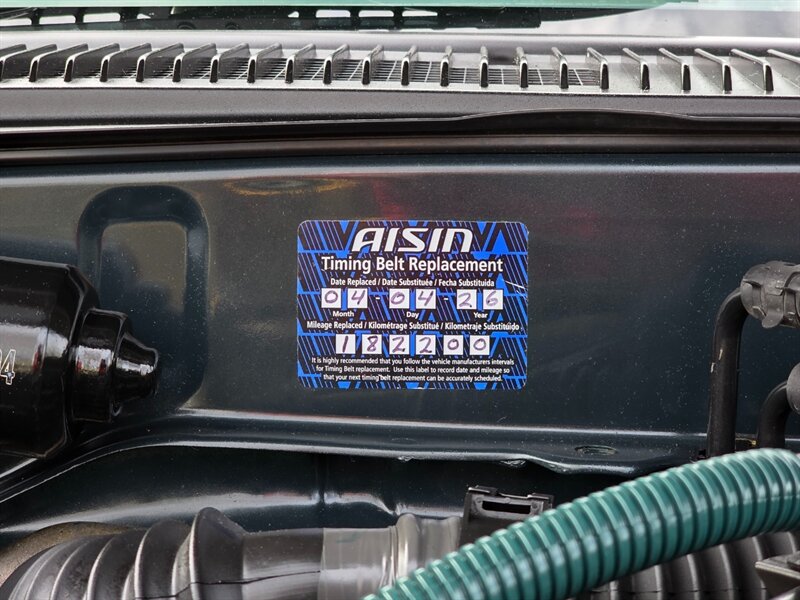 AISIN
Timing Belt Replacement
Date Replaced / Date Substituée / Fecha Substituida
04 04 26
Month Day Year
Mileage Replaced / Kilométrage Substitué / Kilometraje Substituido
182200
It is highly recommended that you follow the vehicle manufacturers intervals
for Timing Belt replacement. Use this label to record date and mileage so
that your next timing belt replacement can be accurately scheduled.